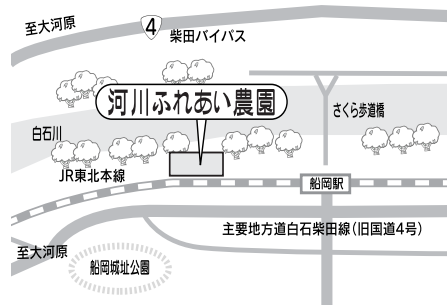 至大河原
4
柴田バイパス
河川ふれあい農園
さくら歩道橋
白石川
JR東北本線
船岡駅
主要地方道白石柴田線(旧国道4号)
至大河原
船岡城址公園